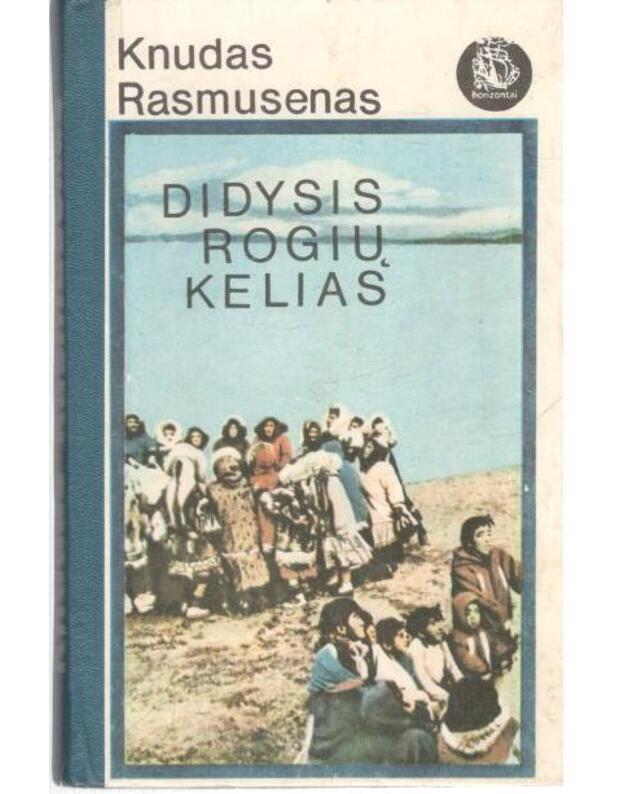 Knudas
Rasmusenas
horizontai
DIDYSIS
ROGIŲ
KELIAS